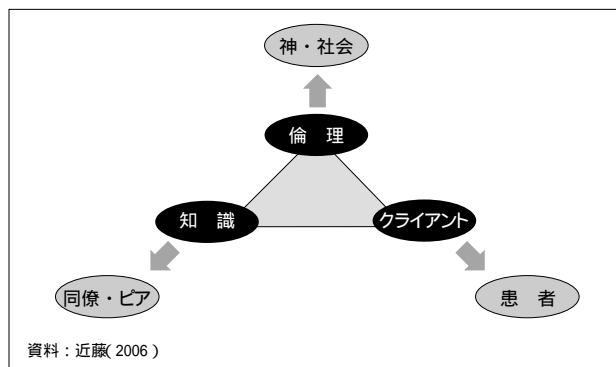 神・社会
倫 理
知 識
クライアント
同僚・ピア
患 者
資料：近藤（2006）